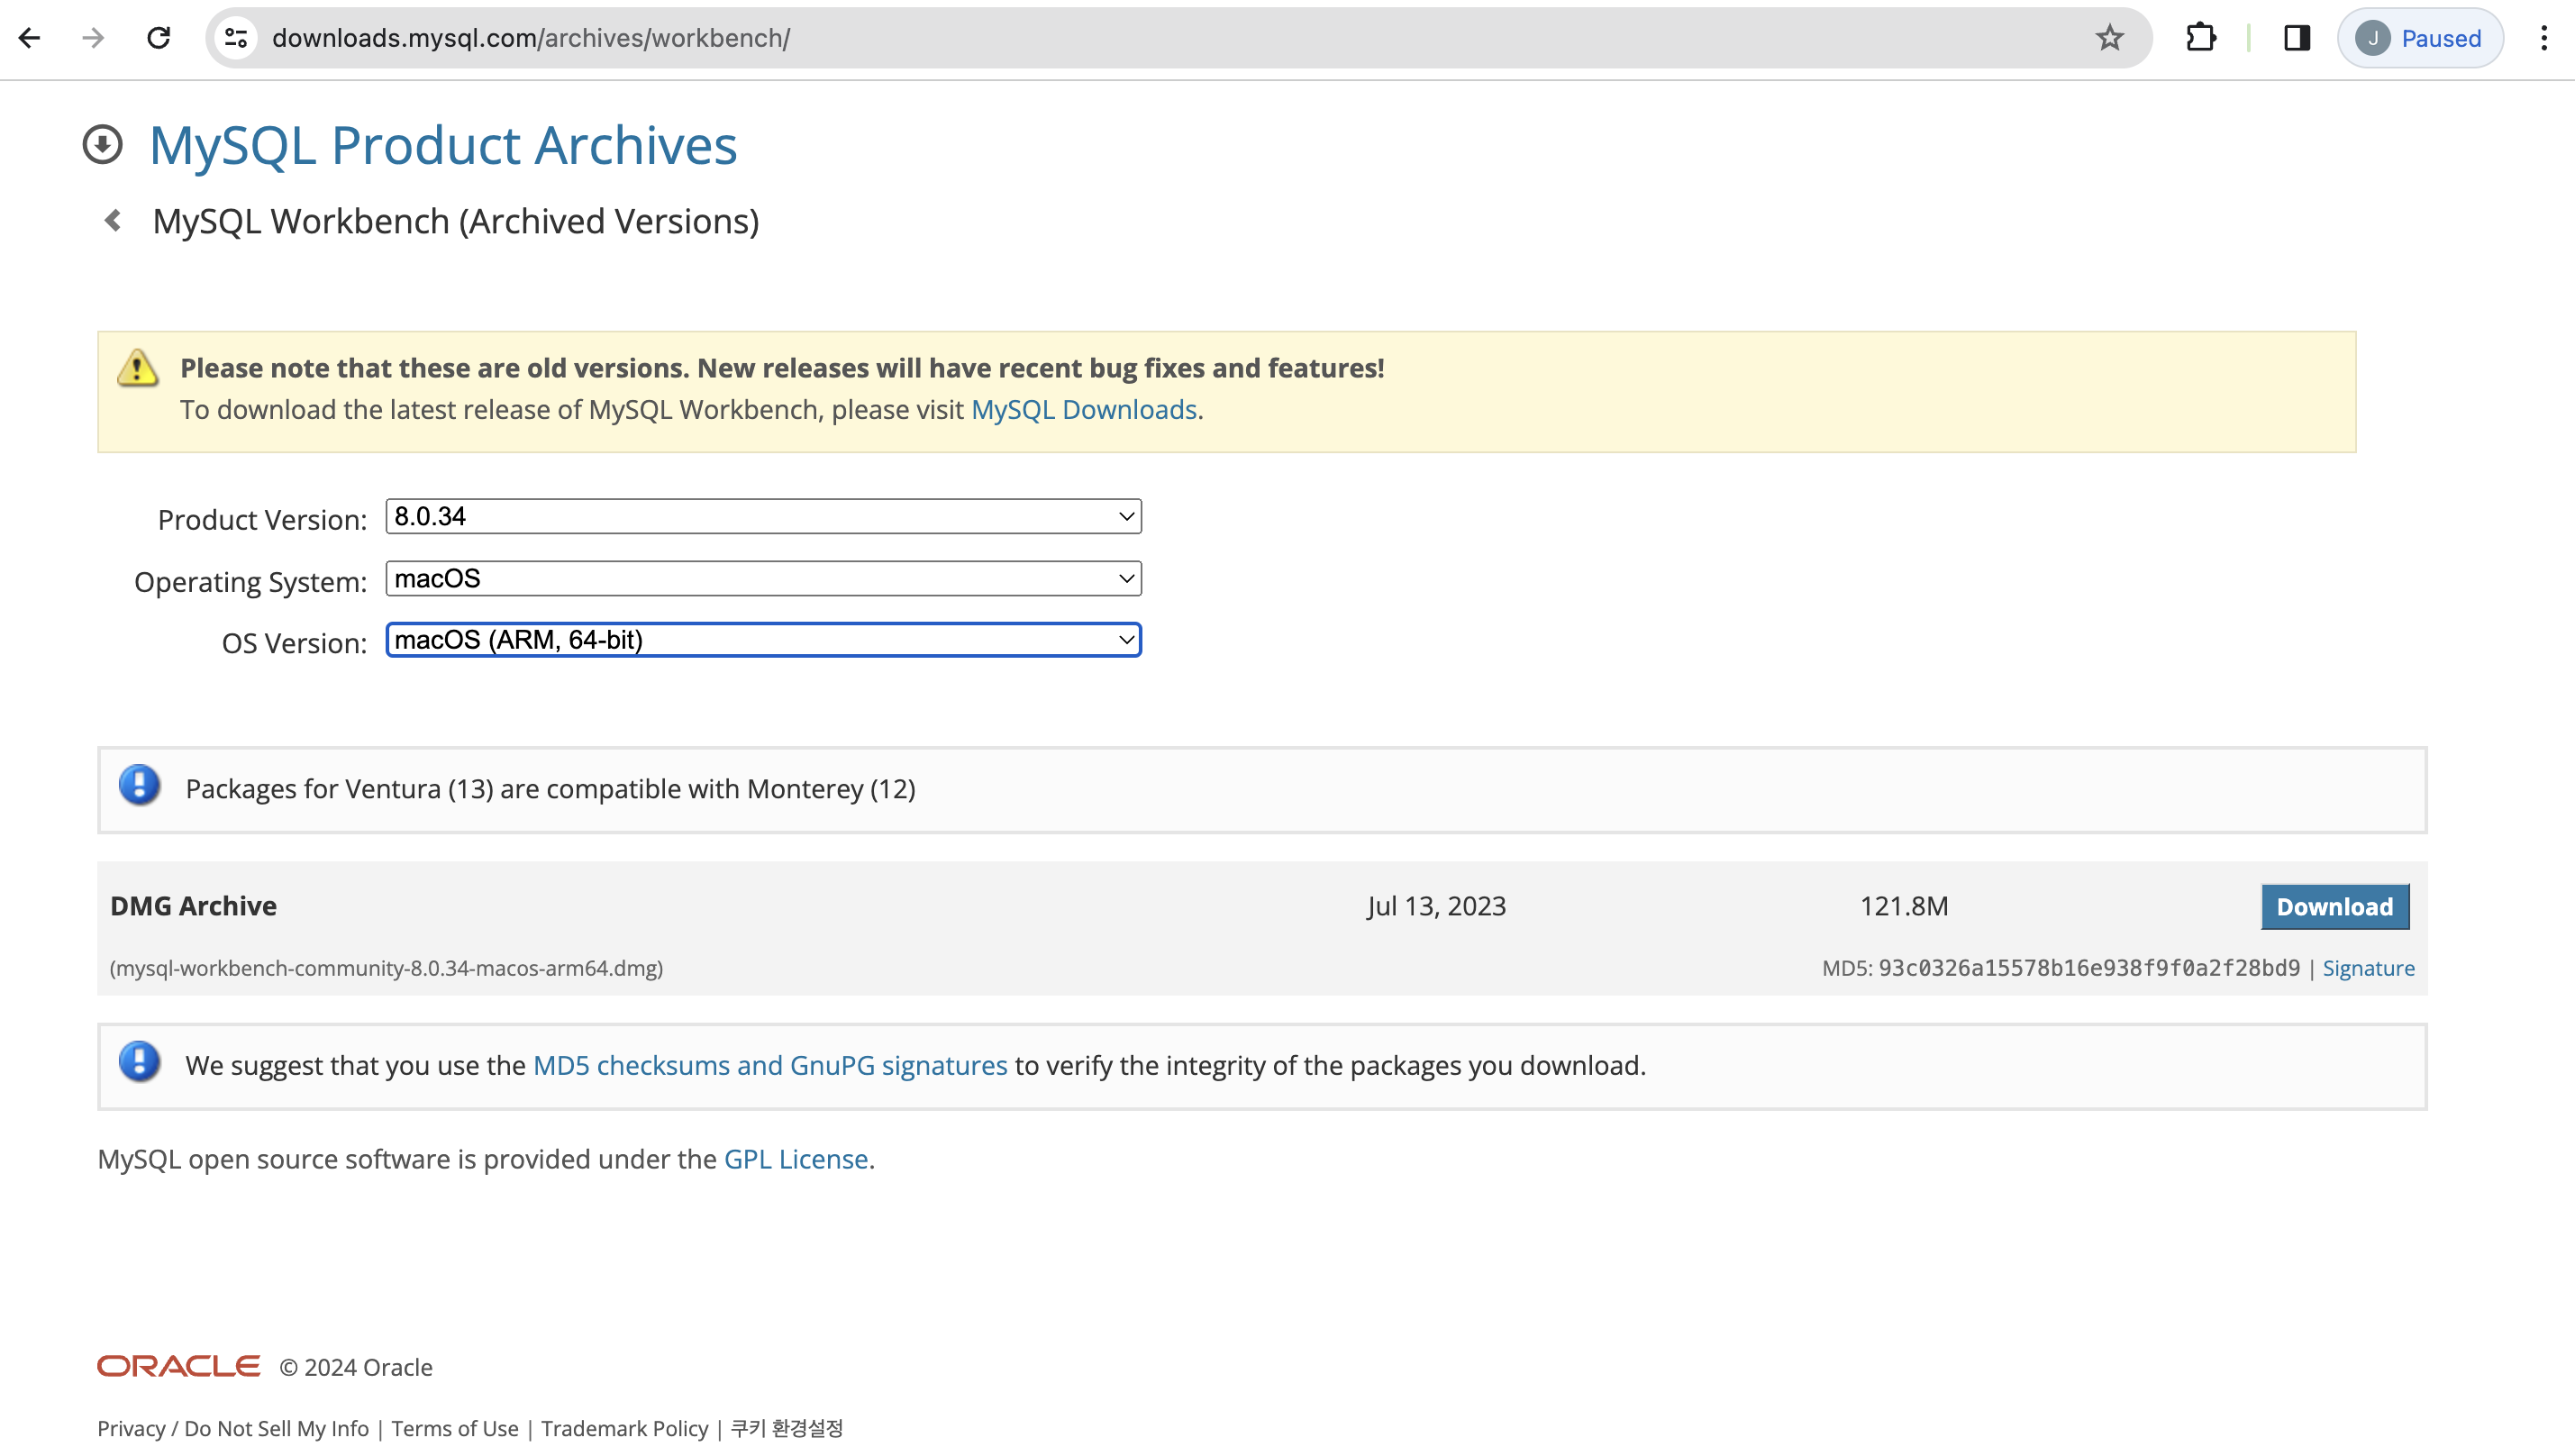 downloads.mysql.com/archives/workbench/
J Paused
MySQL Product Archives
MySQL Workbench (Archived Versions)
Please note that these are old versions. New releases will have recent bug fixes and features!
To download the latest release of MySQL Workbench, please visit MySQL Downloads.
Product Version: 8.0.34
Operating System: macOS
OS Version: macOS (ARM, 64-bit)
Packages for Ventura (13) are compatible with Monterey (12)
DMG Archive Jul 13, 2023 121.8M Download
(mysql-workbench-community-8.0.34-macos-arm64.dmg) MD5: 93c0326a15578b16e938f9f0a2f28bd9 | Signature
We suggest that you use the MD5 checksums and GnuPG signatures to verify the integrity of the packages you download.
MySQL open source software is provided under the GPL License.
ORACLE © 2024 Oracle
Privacy / Do Not Sell My Info | Terms of Use | Trademark Policy | 쿠키 환경설정